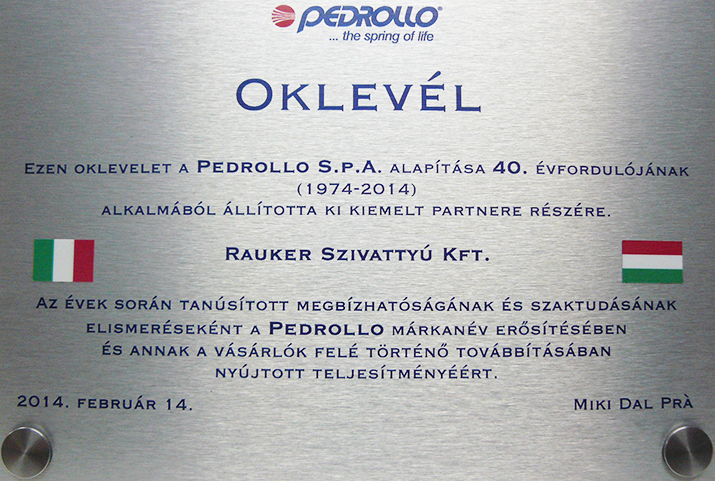 PEDROLLO®
... the spring of life
OKLEVÉL
EZEN OKLEVELET A PEDROLLO S.P.A. ALAPÍTÁSA 40. ÉVFORDULÓJÁNAK
(1974-2014)
ALKALMÁBÓL ÁLLÍTOTTA KI KIEMELT PARTNERE RÉSZÉRE.
RAUKER SZIVATTYÚ KFT.
AZ ÉVEK SORÁN TANÚSÍTOTT MEGBÍZHATÓSÁGÁNAK ÉS SZAKTUDÁSÁNAK
ELISMERÉSEKÉNT A PEDROLLO MÁRKANÉV ERŐSÍTÉSÉBEN
ÉS ANNAK A VÁSÁRLÓK FELÉ TÖRTÉNŐ TOVÁBBÍTÁSÁBAN
NYÚJTOTT TELJESÍTMÉNYÉÉRT.
2014. FEBRUÁR 14.
MIKI DAL PRÀ